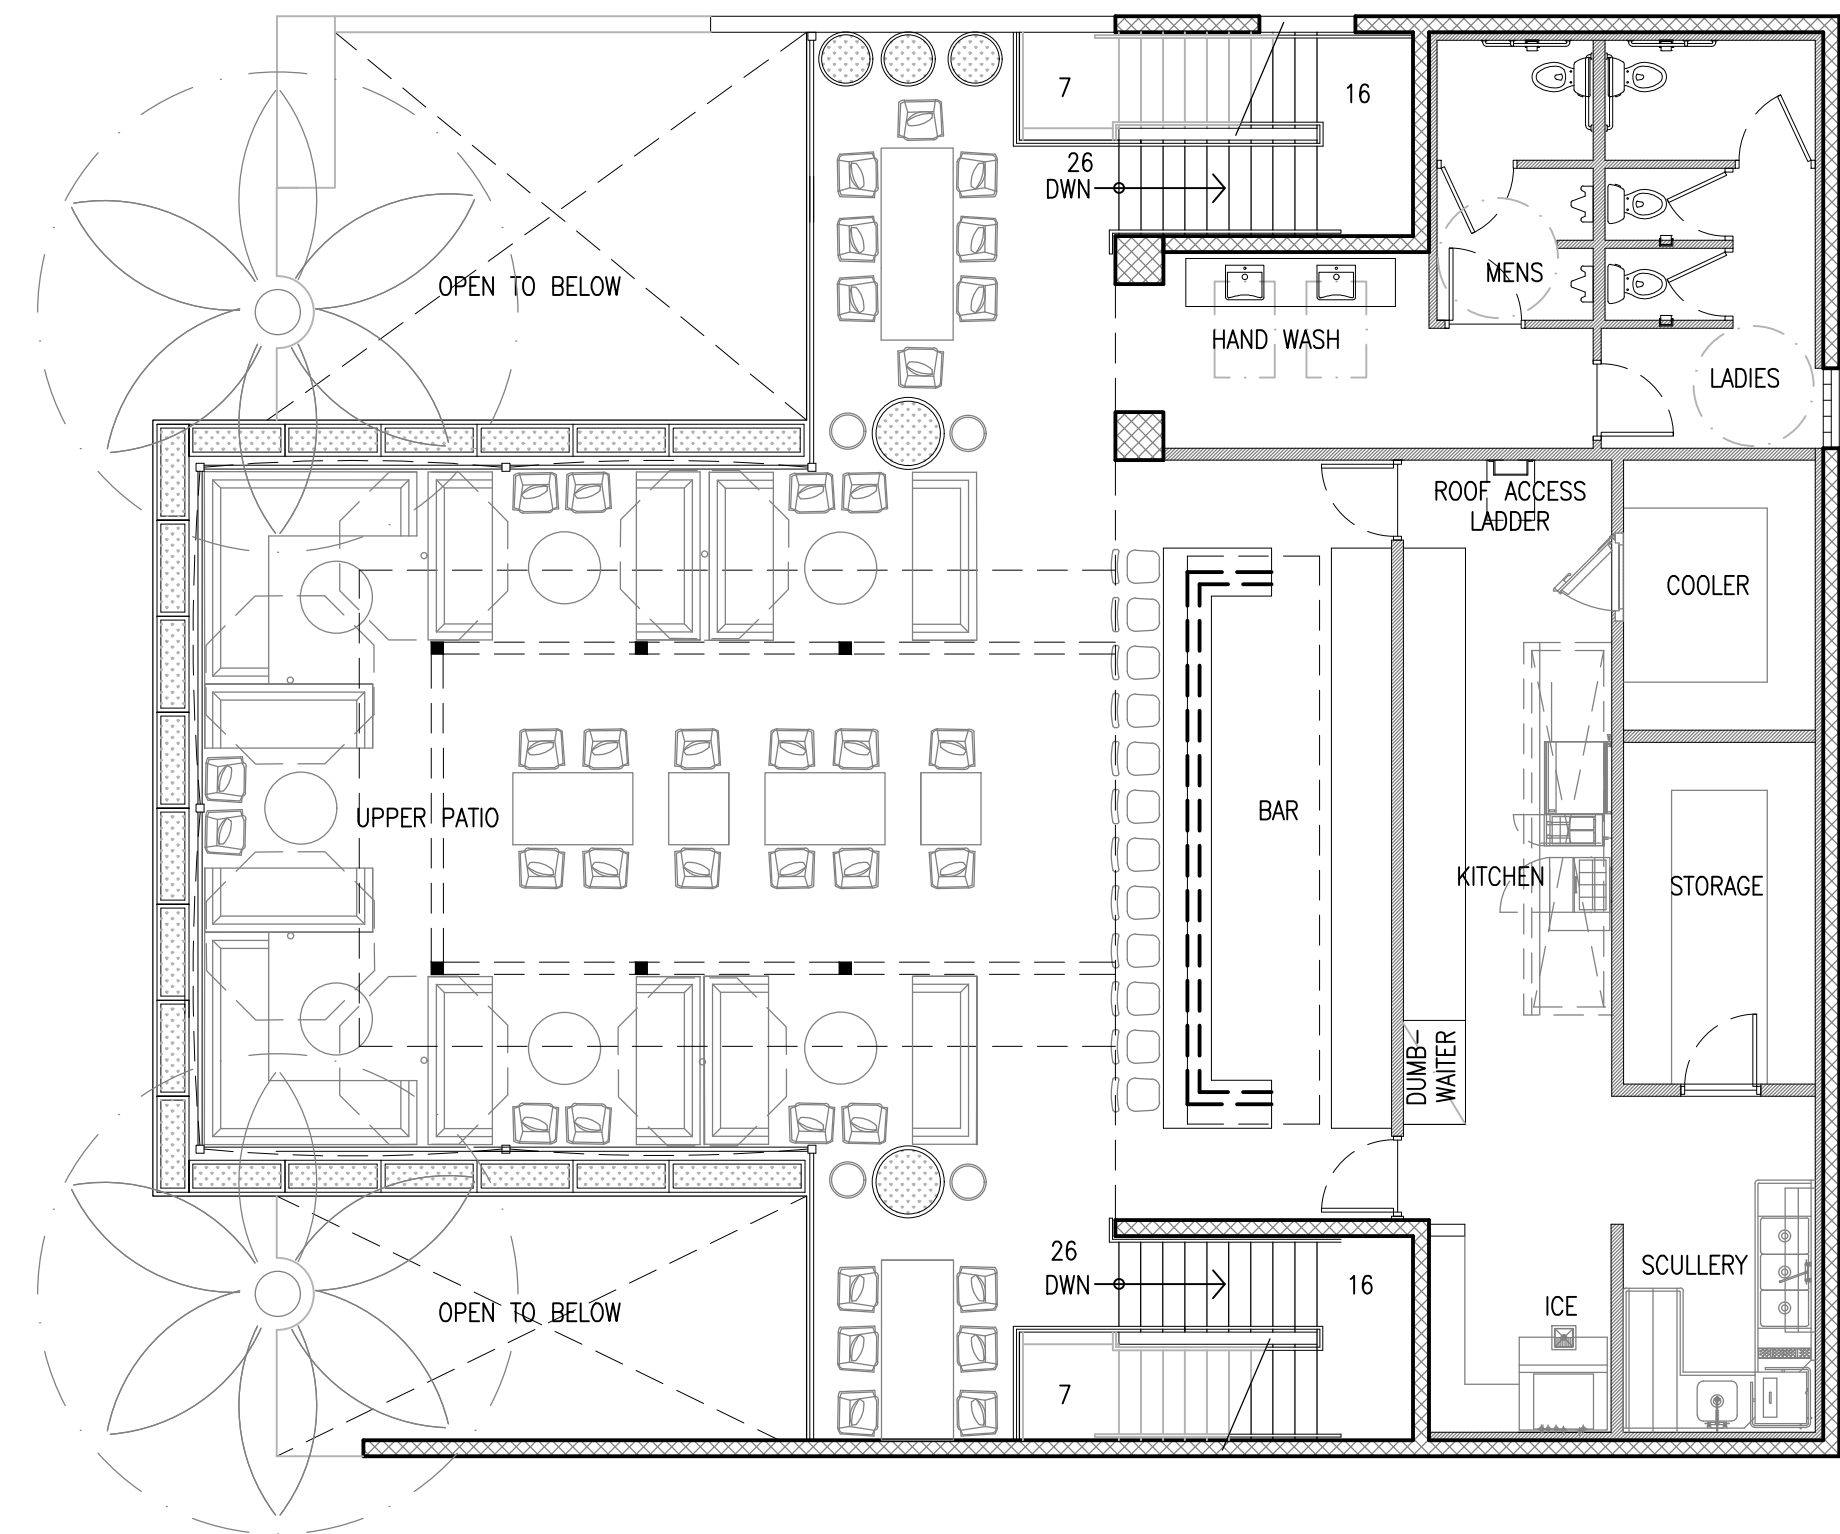 7
16
26
DWN
OPEN TO BELOW
MENS
HAND WASH
LADIES
ROOF ACCESS
LADDER
COOLER
UPPER PATIO
BAR
KITCHEN
STORAGE
DUMB-
WAITER
26
DWN
16
SCULLERY
ICE
OPEN TO BELOW
7